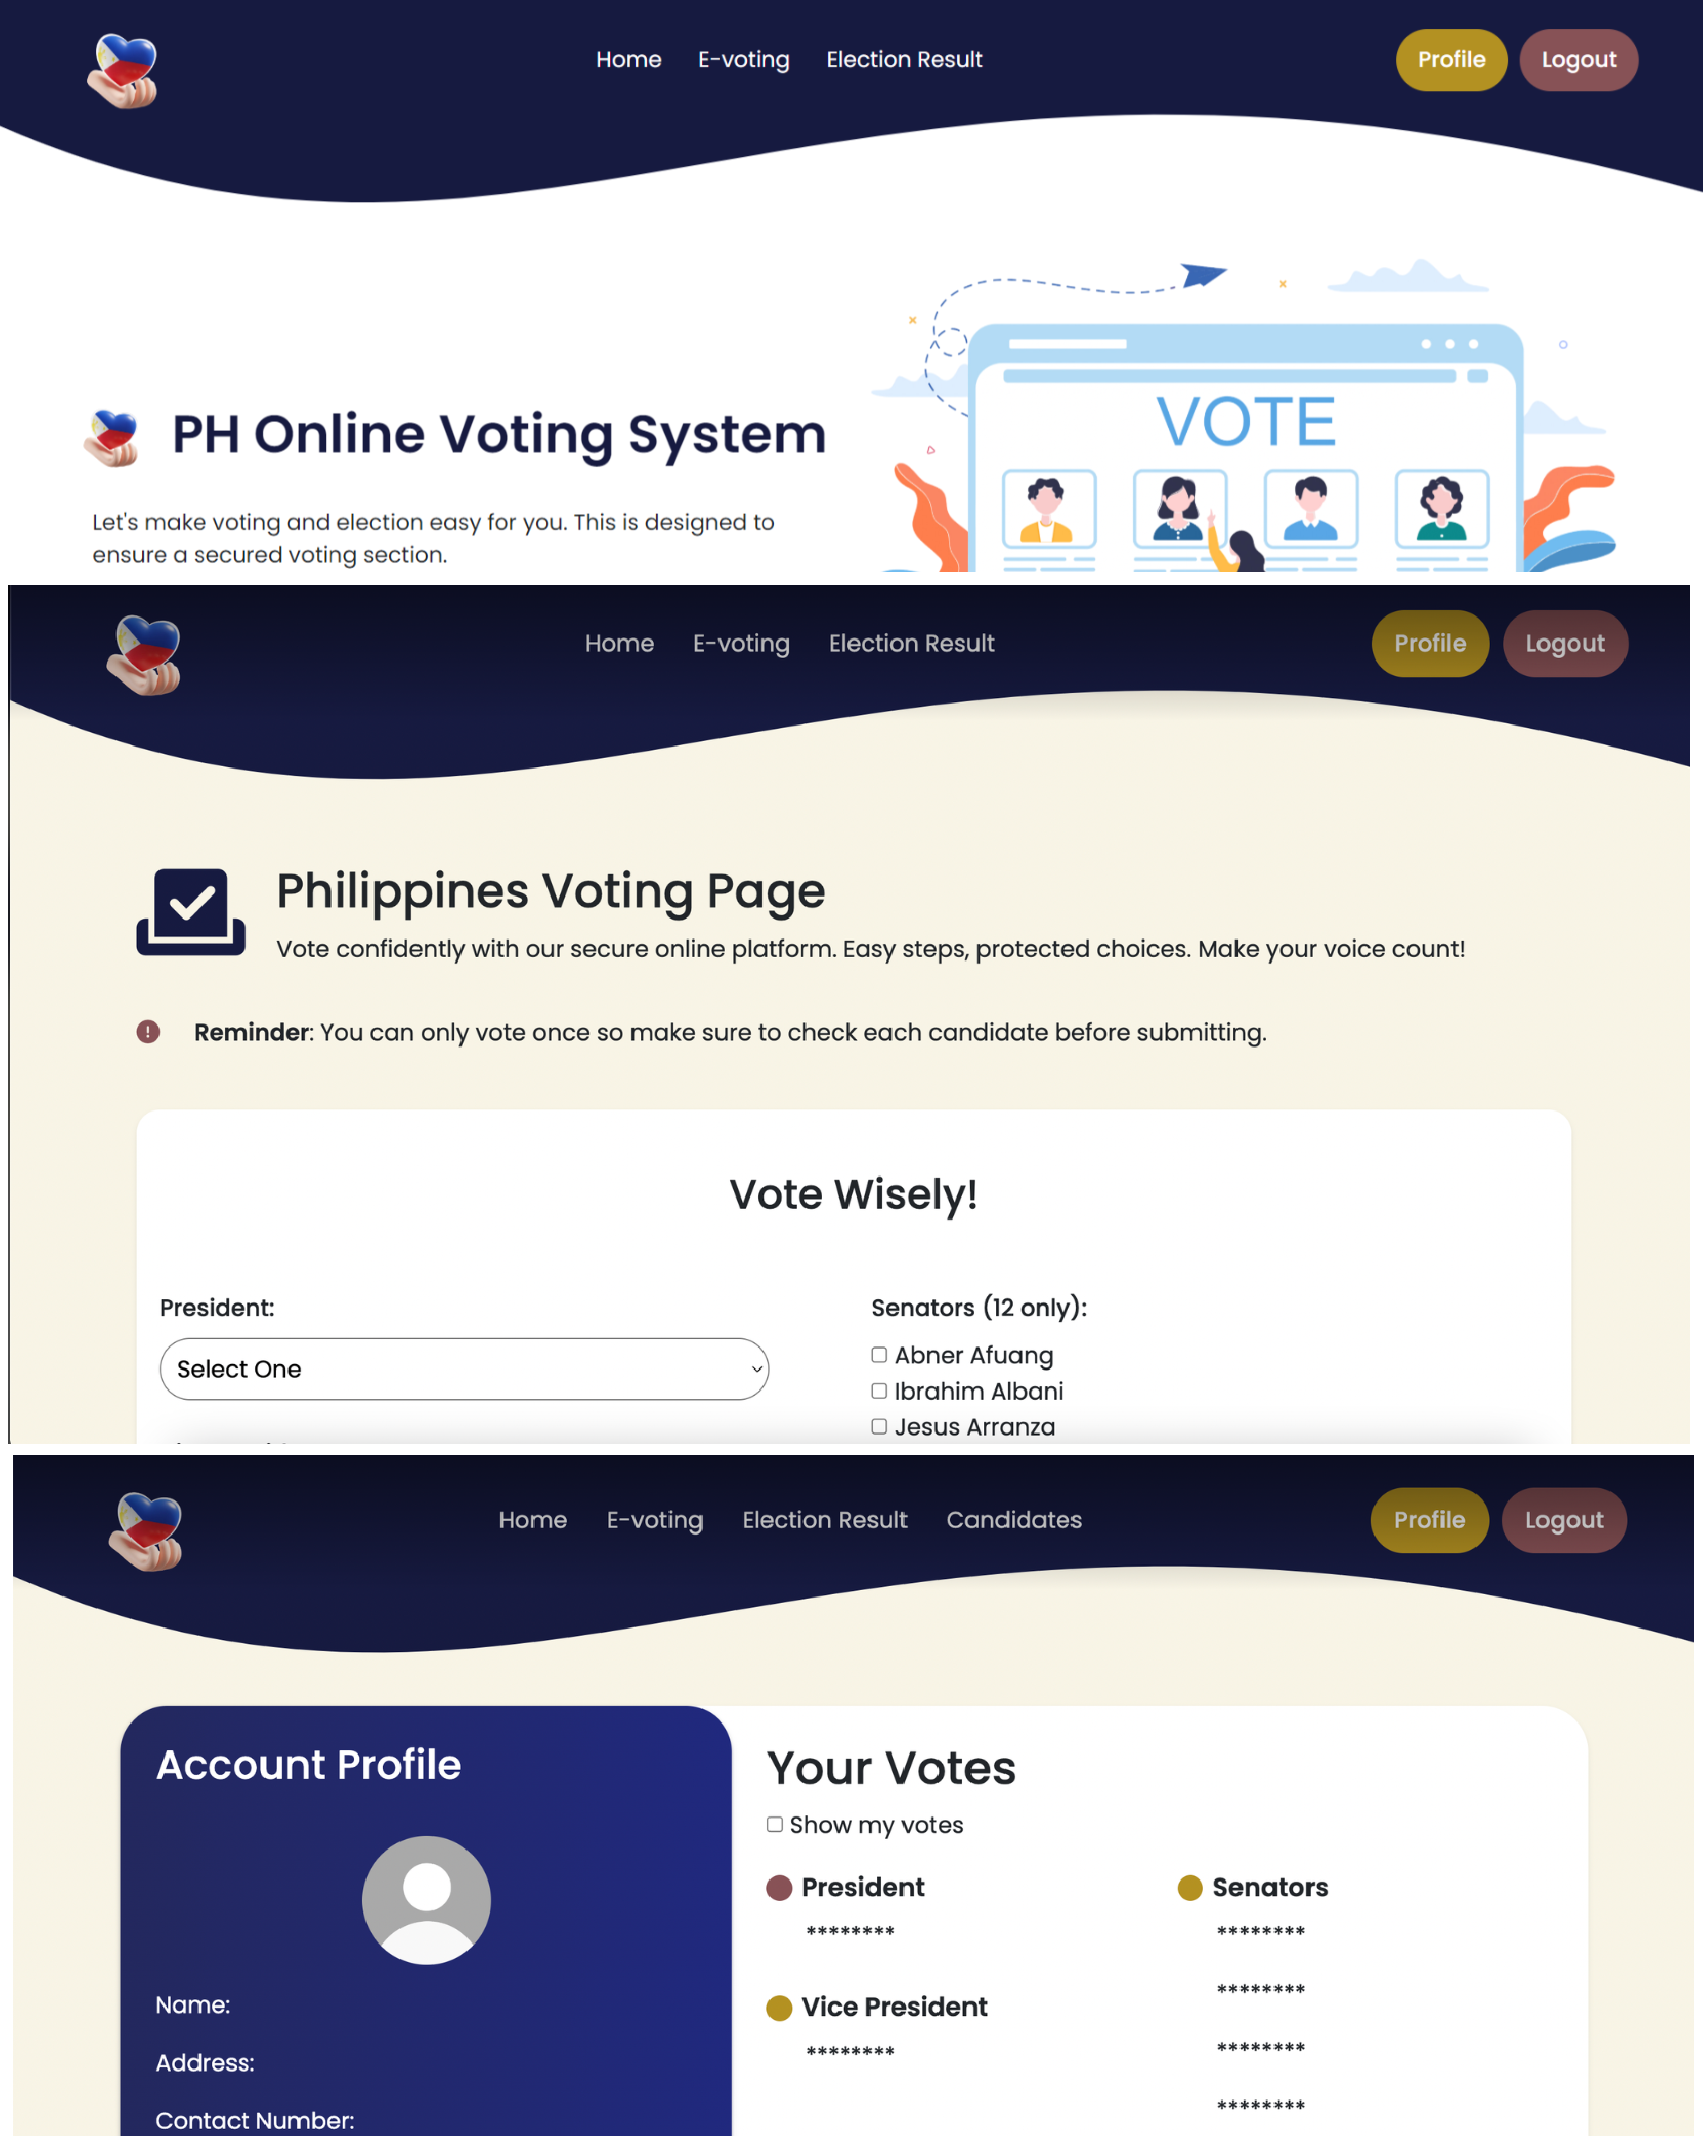 Home E-voting Election Result Profile Logout
VOTE
PH Online Voting System
Let's make voting and election easy for you. This is designed to
ensure a secured voting section.
Home E-voting Election Result Profile Logout
Philippines Voting Page
Vote confidently with our secure online platform. Easy steps, protected choices. Make your voice count!
Reminder: You can only vote once so make sure to check each candidate before submitting.
Vote Wisely!
President:
Select One
Senators (12 only):
Abner Afuang
Ibrahim Albani
Jesus Arranza
Home E-voting Election Result Candidates Profile Logout
Account Profile
Name:
Address:
Contact Number:
Your Votes
Show my votes
President
********
Vice President
********
Senators
********
********
********
********